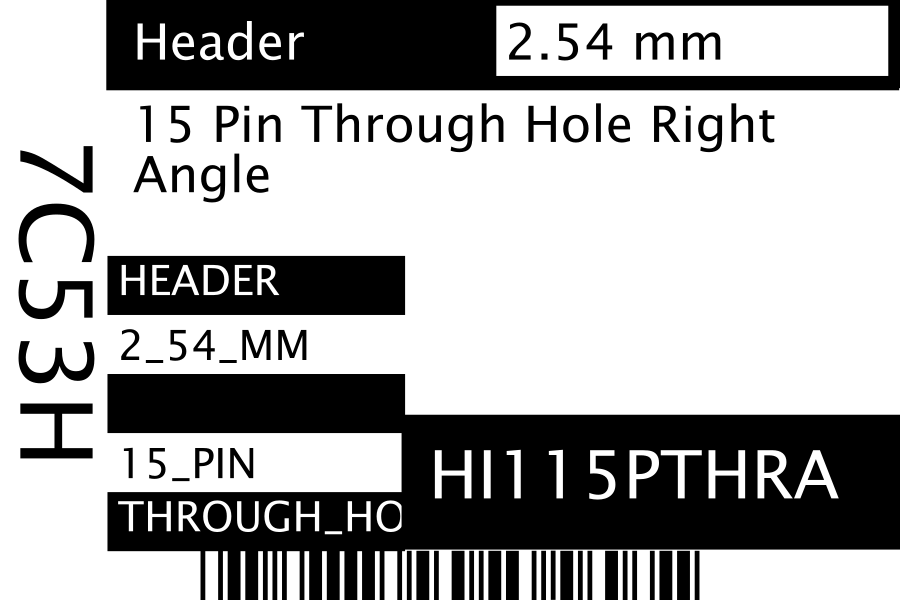 Header
2.54 mm
15 Pin Through Hole Right
Angle
7C53H
HEADER
2_54_MM
15_PIN
THROUGH_HO
HI115PTHRA